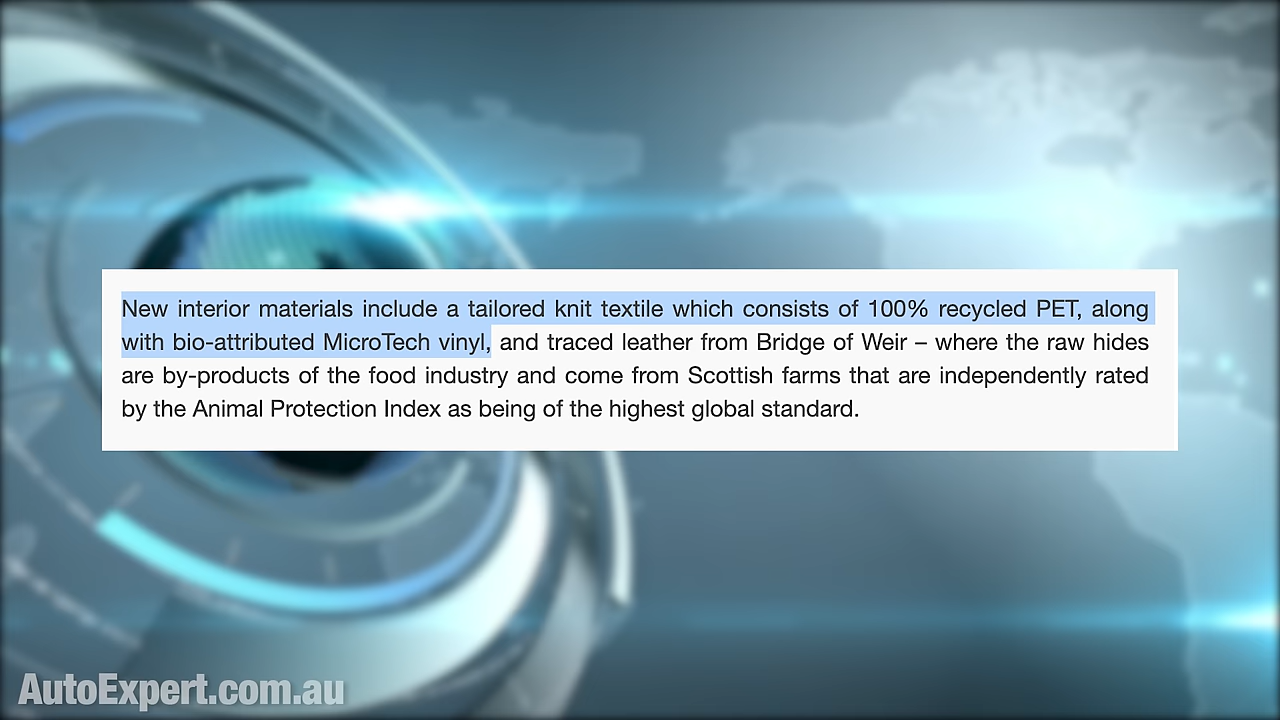 New interior materials include a tailored knit textile which consists of 100% recycled PET, along
with bio-attributed MicroTech vinyl, and traced leather from Bridge of Weir – where the raw hides
are by-products of the food industry and come from Scottish farms that are independently rated
by the Animal Protection Index as being of the highest global standard.
AutoExpert.com.au